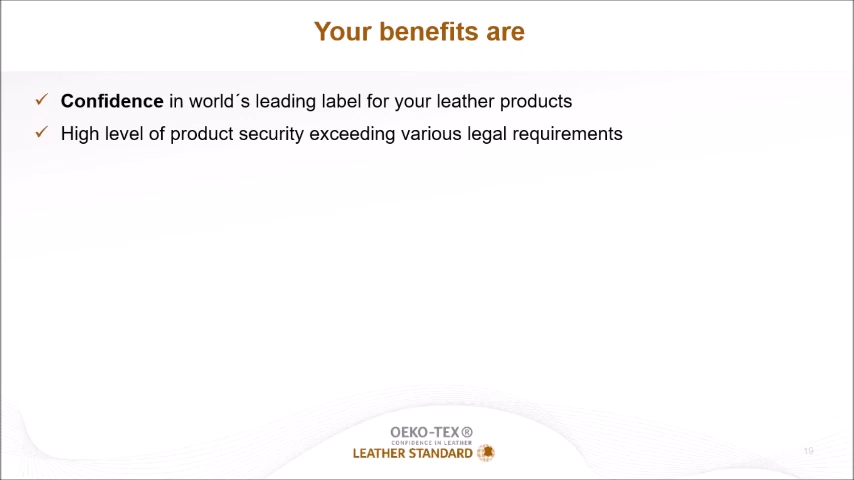 Your benefits are
✓ Confidence in world´s leading label for your leather products
✓ High level of product security exceeding various legal requirements
OEKO-TEX®
CONFIDENCE IN LEATHER
LEATHER STANDARD
19